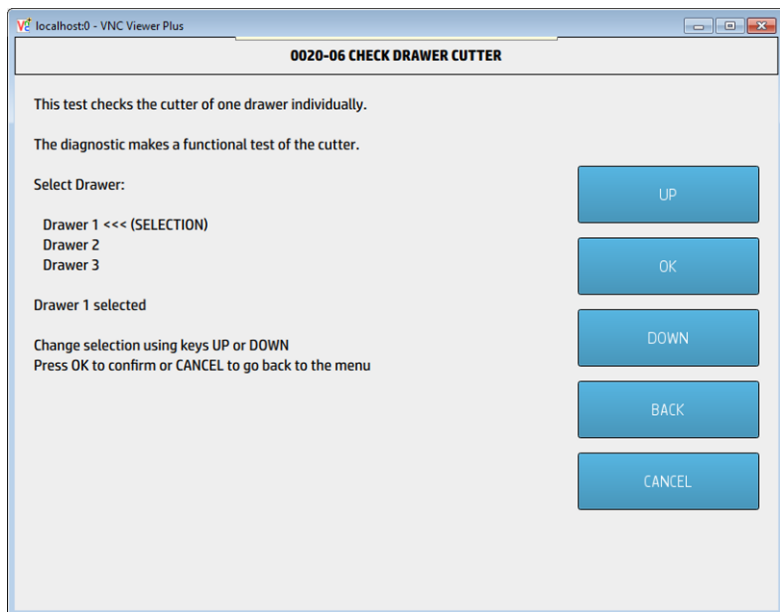 localhost:0 - VNC Viewer Plus
0020-06 CHECK DRAWER CUTTER
This test checks the cutter of one drawer individually.
The diagnostic makes a functional test of the cutter.
Select Drawer:
Drawer 1 <<< (SELECTION)
Drawer 2
Drawer 3
Drawer 1 selected
Change selection using keys UP or DOWN
Press OK to confirm or CANCEL to go back to the menu
UP
OK
DOWN
BACK
CANCEL